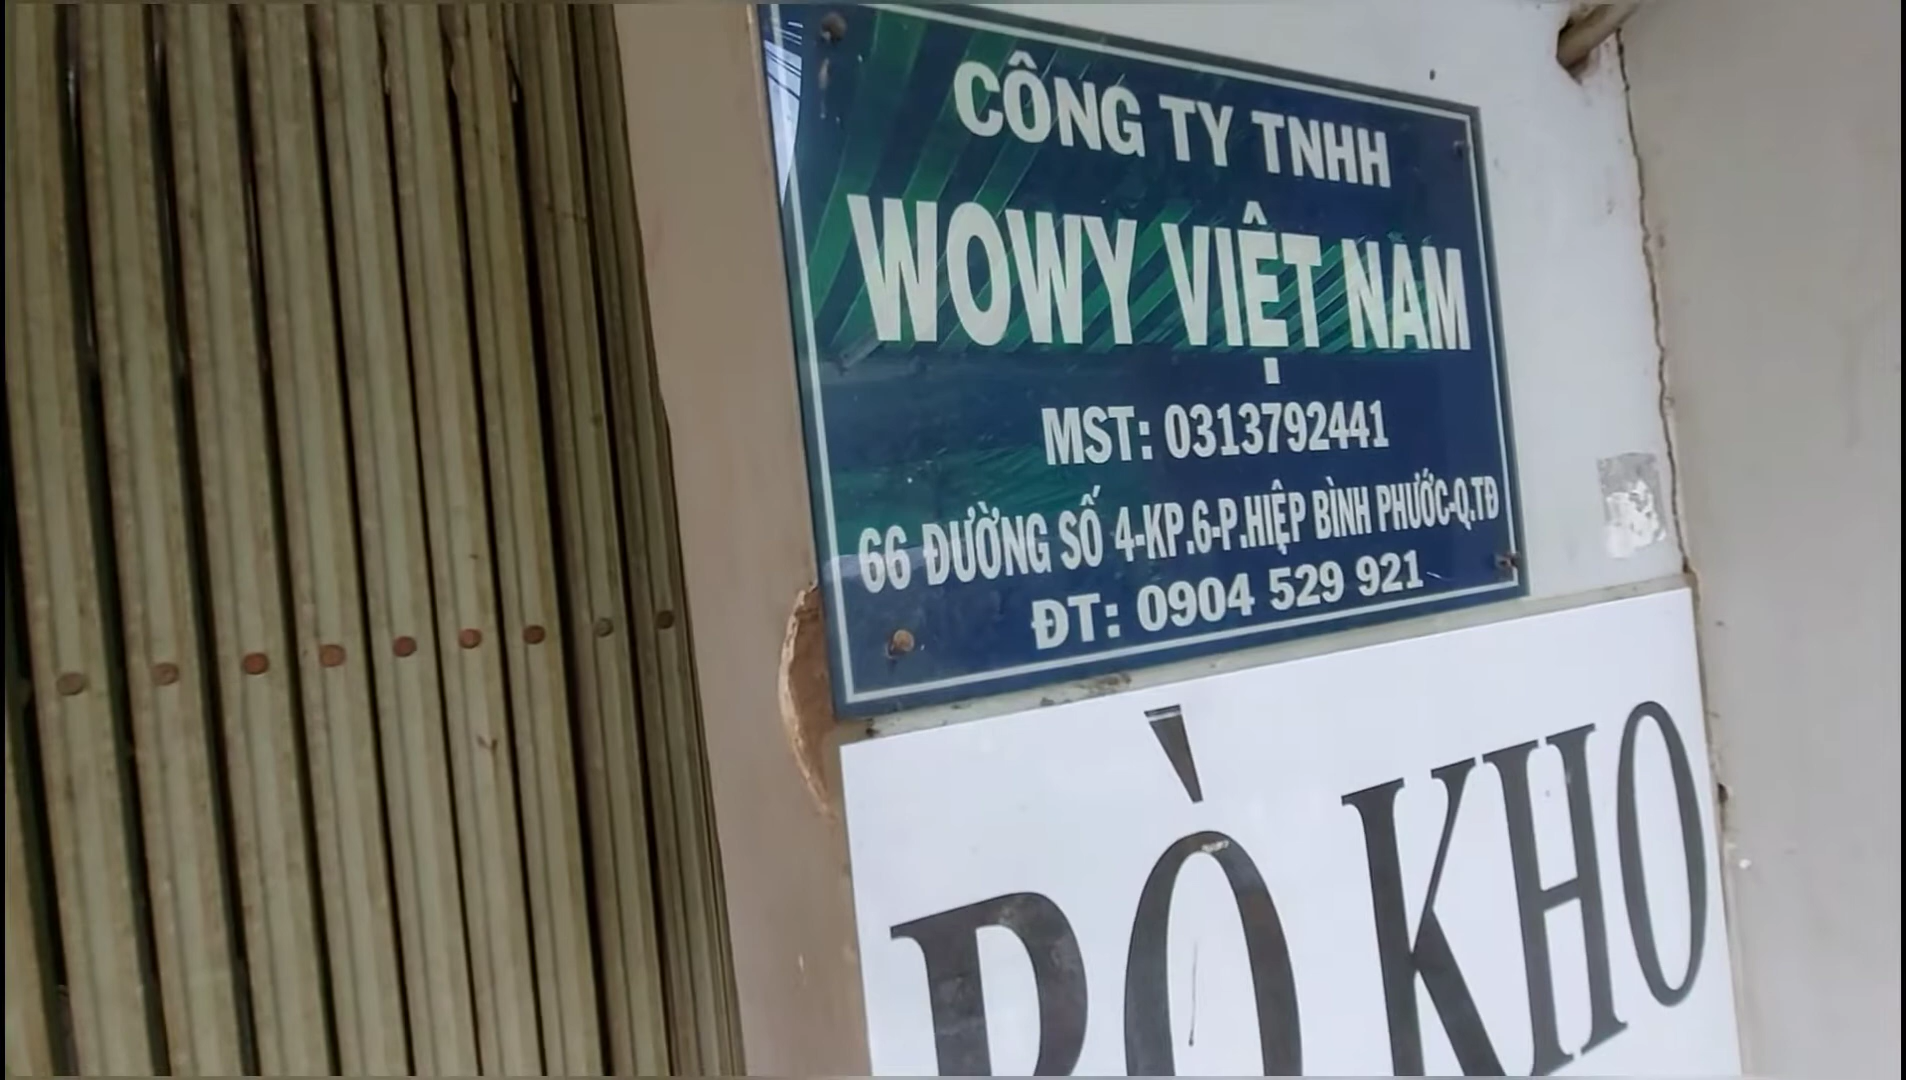 CÔNG TY TNHH
WOWY VIỆT NAM
MST: 0313792441
66 ĐƯỜNG SỐ 4-KP.6-P.HIỆP BÌNH PHƯỚC-Q.TĐ
ĐT: 0904 529 921
BÒ KHO